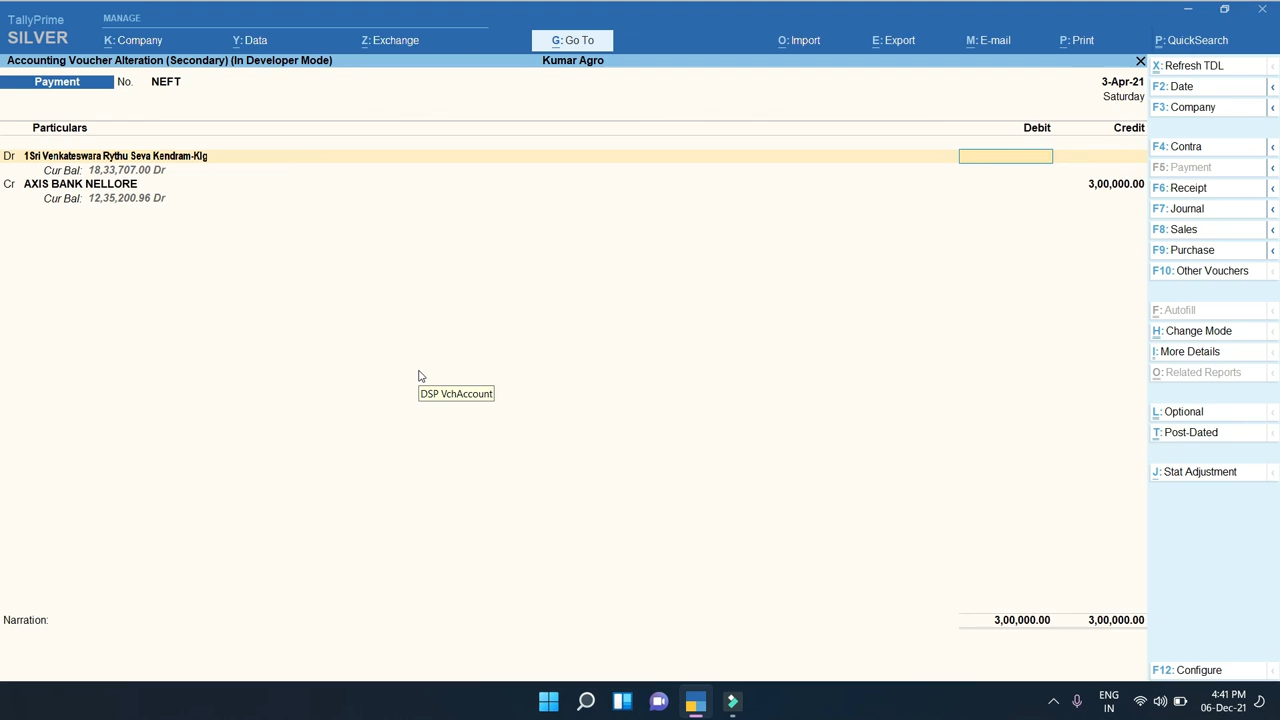 TallyPrime
SILVER
MANAGE
K: Company
Y: Data
Z: Exchange
G: Go To
O: Import
E: Export
M: E-mail
P: Print
P: QuickSearch
Accounting Voucher Alteration (Secondary) (In Developer Mode)
Kumar Agro
Payment No. NEFT
3-Apr-21
Saturday
Particulars Debit Credit
Dr 1Sri Venkateswara Rythu Seva Kendram-Klg
Cur Bal: 18,33,707.00 Dr
Cr AXIS BANK NELLORE 3,00,000.00
Cur Bal: 12,35,200.96 Dr
DSP VchAccount
Narration: 3,00,000.00 3,00,000.00
X: Refresh TDL
F2: Date
F3: Company
F4: Contra
F5: Payment
F6: Receipt
F7: Journal
F8: Sales
F9: Purchase
F10: Other Vouchers
F: Autofill
H: Change Mode
I: More Details
O: Related Reports
L: Optional
T: Post-Dated
J: Stat Adjustment
F12: Configure
ENG
IN
4:41 PM
06-Dec-21